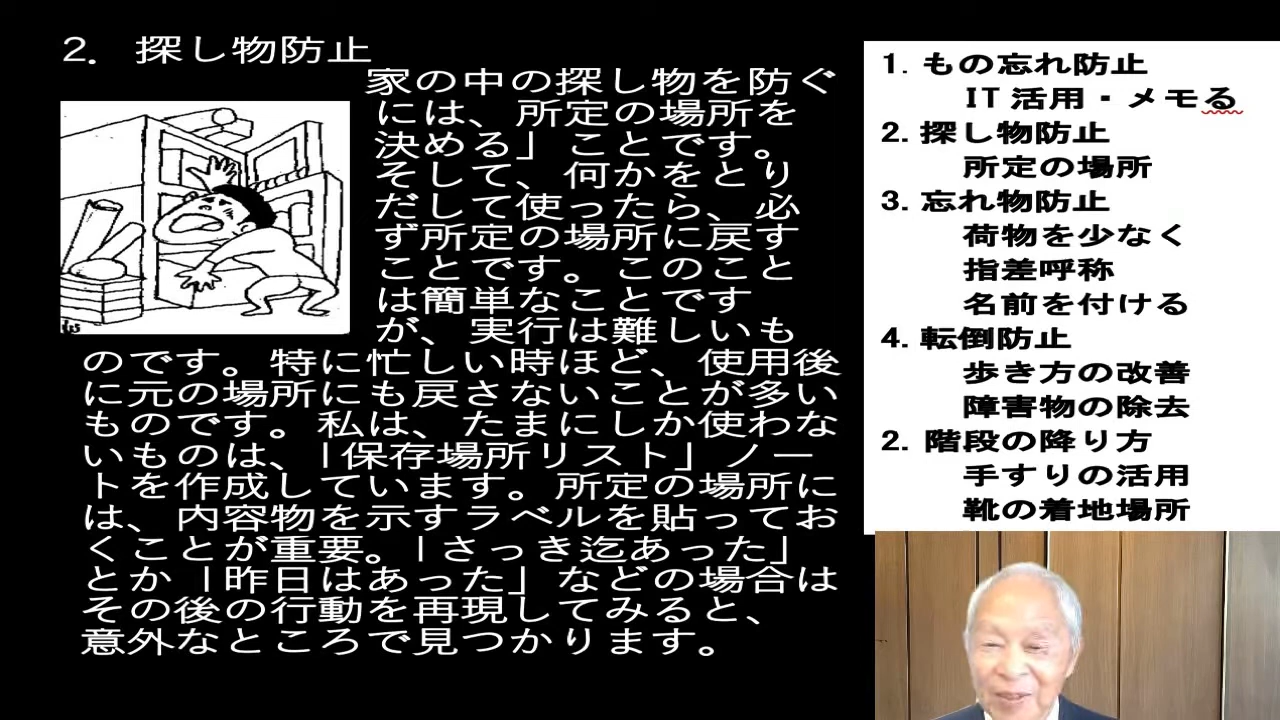 2．探し物防止
家の中の探し物を防ぐ
には、所定の場所を
決める」ことです。
そして、何かをとり
だして使ったら、必
ず所定の場所に戻す
ことです。このこと
は簡単なことです
が、実行は難しいも
のです。特に忙しい時ほど、使用後
に元の場所にも戻さないことが多い
ものです。私は、たまにしか使わな
いものは、「保存場所リスト」ノー
トを作成しています。所定の場所に
は、内容物を示すラベルを貼ってお
くことが重要。「さっき迄あった」
とか「昨日はあった」などの場合は
その後の行動を再現してみると、
意外なところで見つかります。
1. もの忘れ防止
IT活用・メモる
2. 探し物防止
所定の場所
3. 忘れ物防止
荷物を少なく
指差呼称
名前を付ける
4. 転倒防止
歩き方の改善
障害物の除去
2. 階段の降り方
手すりの活用
靴の着地場所